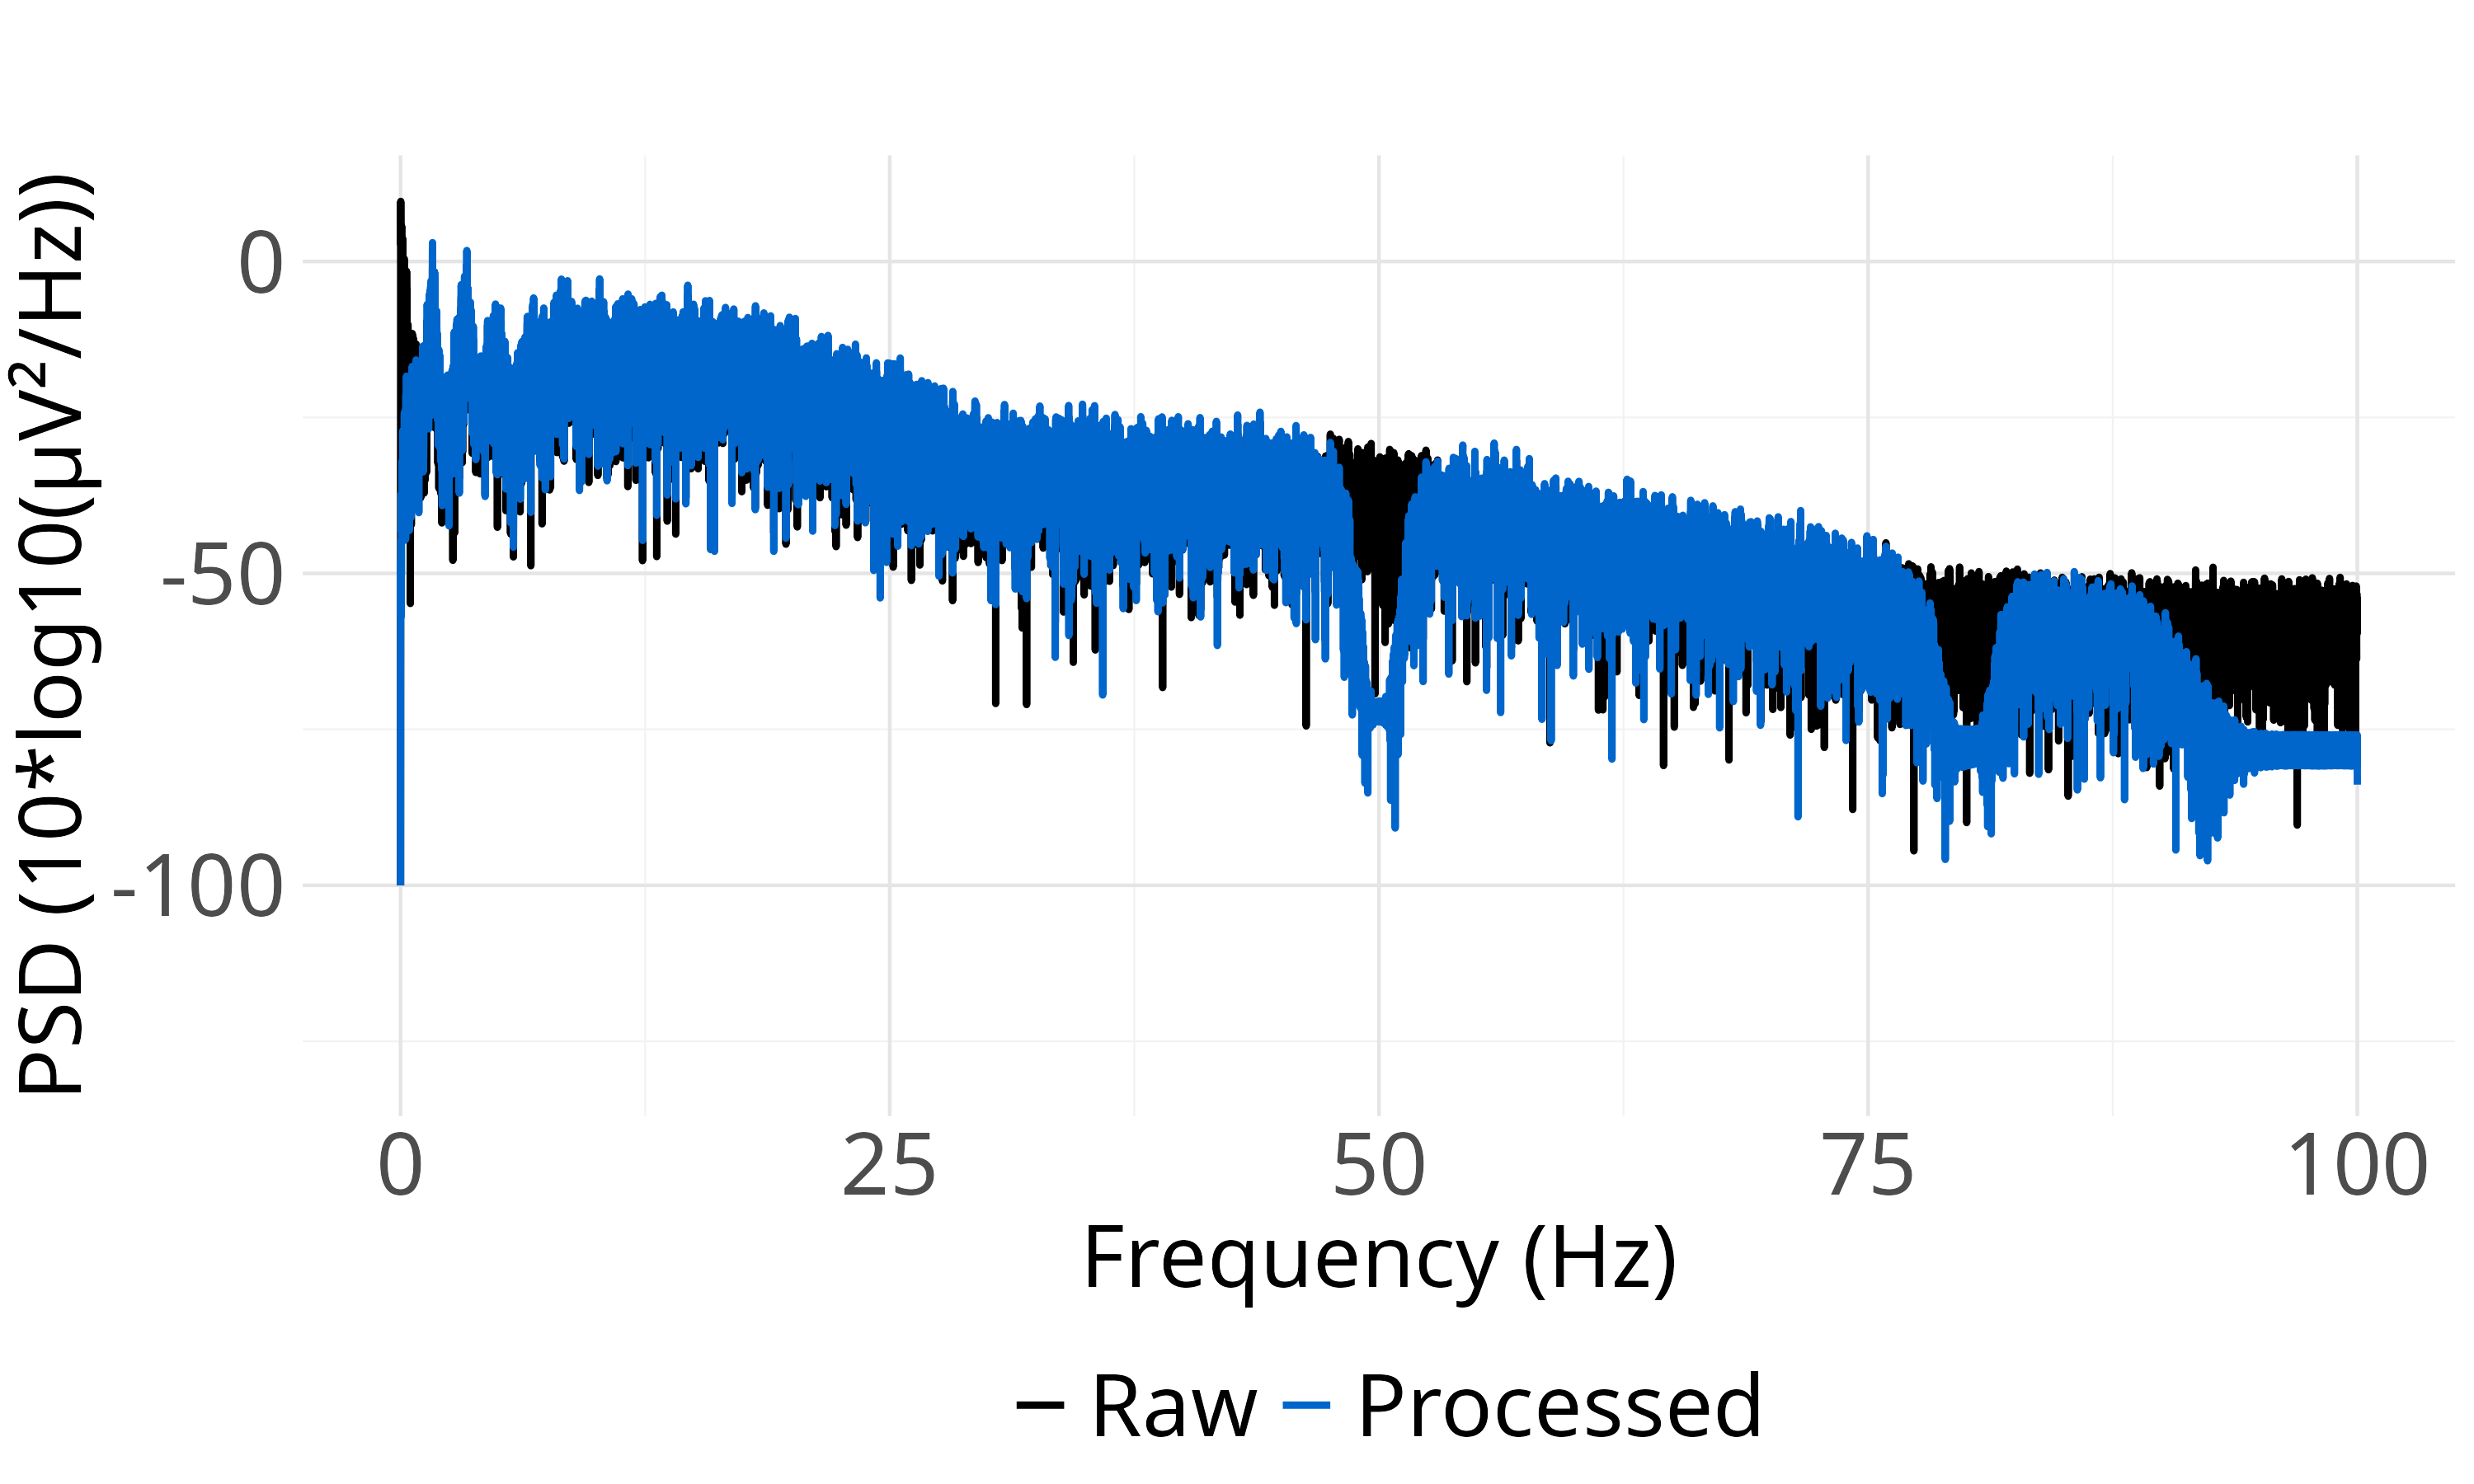 PSD (10*log10(µV²/Hz))
0
-50
-100
0 25 50 75 100
Frequency (Hz)
Raw Processed